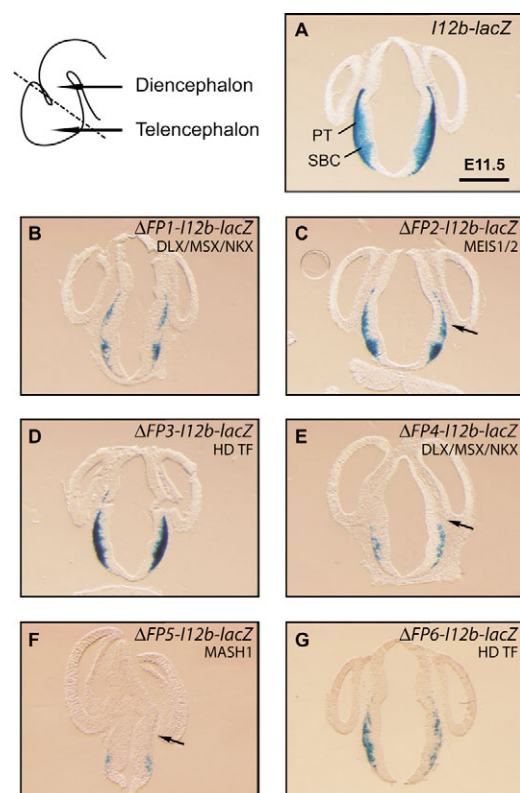 Diencephalon
Telencephalon
A
I12b-lacZ
PT
SBC
E11.5
B
ΔFP1-I12b-lacZ
DLX/MSX/NKX
C
ΔFP2-I12b-lacZ
MEIS1/2
D
ΔFP3-I12b-lacZ
HD TF
E
ΔFP4-I12b-lacZ
DLX/MSX/NKX
F
ΔFP5-I12b-lacZ
MASH1
G
ΔFP6-I12b-lacZ
HD TF